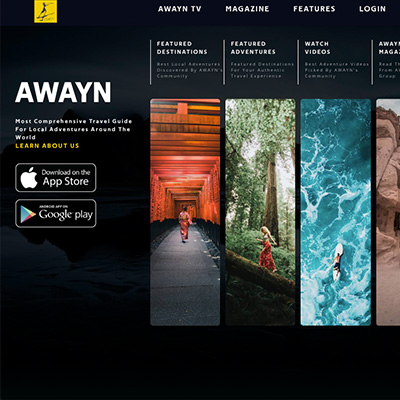 AWAYN TV MAGAZINE FEATURES LOGIN
FEATURED
DESTINATIONS
Best Local Adventures
Discovered By AWAYN's
Community
FEATURED
ADVENTURES
Featured Destinations
For Your Authentic
Travel Experience
WATCH
VIDEOS
Best Adventure Videos
Picked By AWAYN's
Community
AWAYN
MAGA
Read Th
From A
Group
AWAYN
Most Comprehensive Travel Guide
For Local Adventures Around The
World
LEARN ABOUT US
Download on the
App Store
ANDROID APP ON
Google play